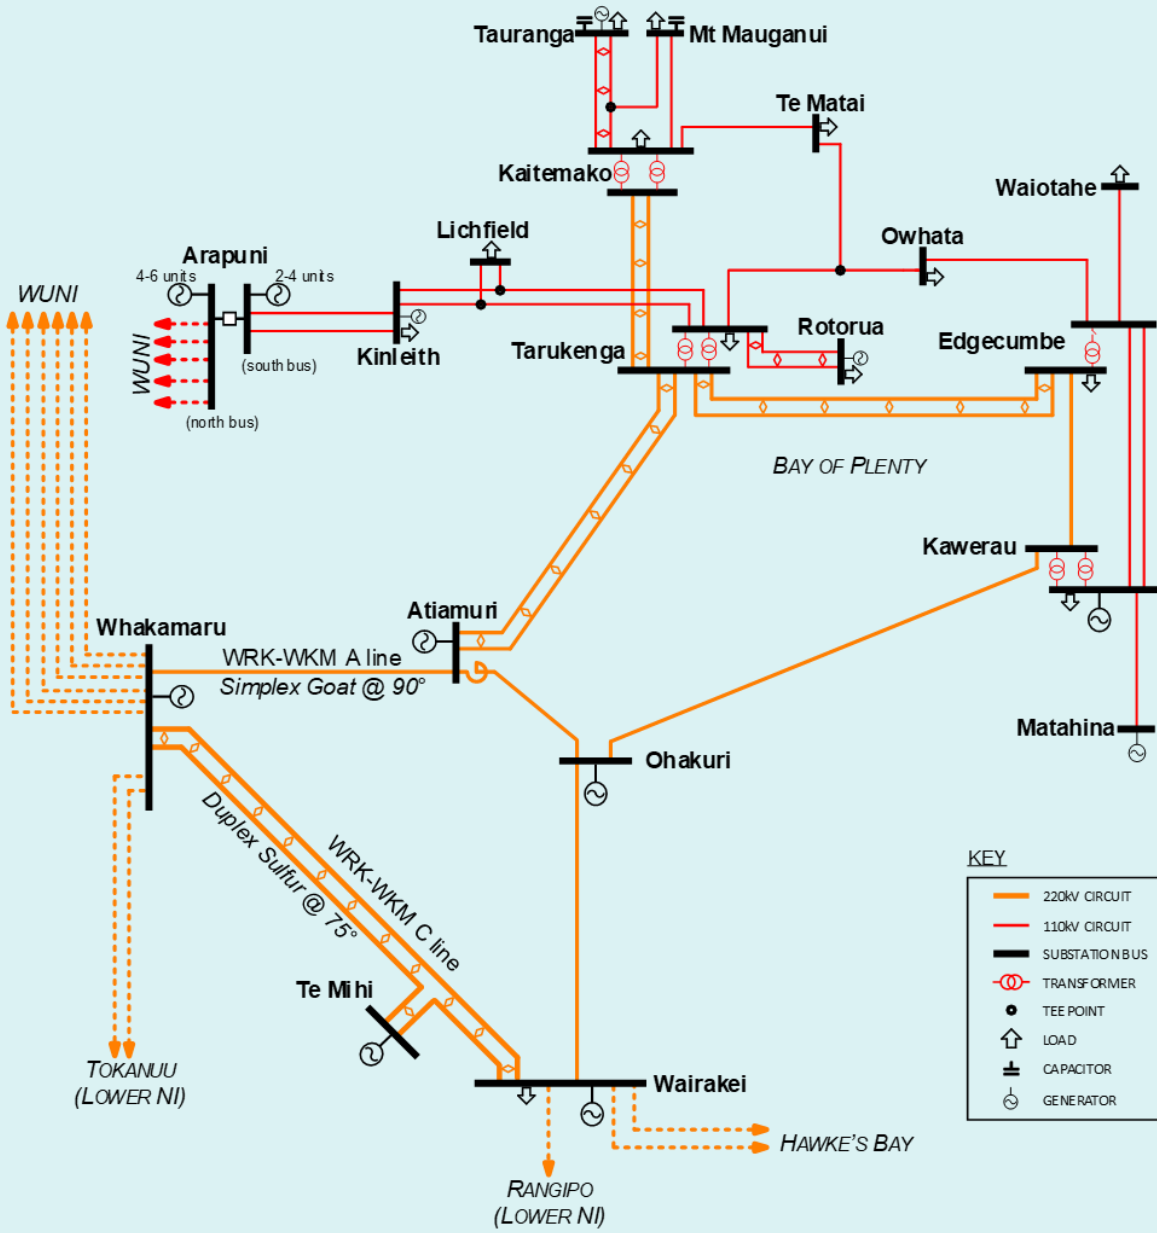 Tauranga
Mt Mauganui
Te Matai
Kaitemako
Waiotahe
Lichfield
Owhata
Arapuni
4-6 units
2-4 units
WUNI
WUNI
Kinleith
(south bus)
(north bus)
Tarukenga
Rotorua
Edgecumbe
BAY OF PLENTY
Kawerau
Atiamuri
Whakamaru
WRK-WKM A line
Simplex Goat @ 90°
Matahina
Ohakuri
WRK-WKM C line
Duplex Sulfur @ 75°
Te Mihi
Wairakei
TOKANUU
(LOWER NI)
HAWKE'S BAY
RANGIPO
(LOWER NI)
KEY
220kV CIRCUIT
110kV CIRCUIT
SUBSTATION BUS
TRANSFORMER
TEE POINT
LOAD
CAPACITOR
GENERATOR